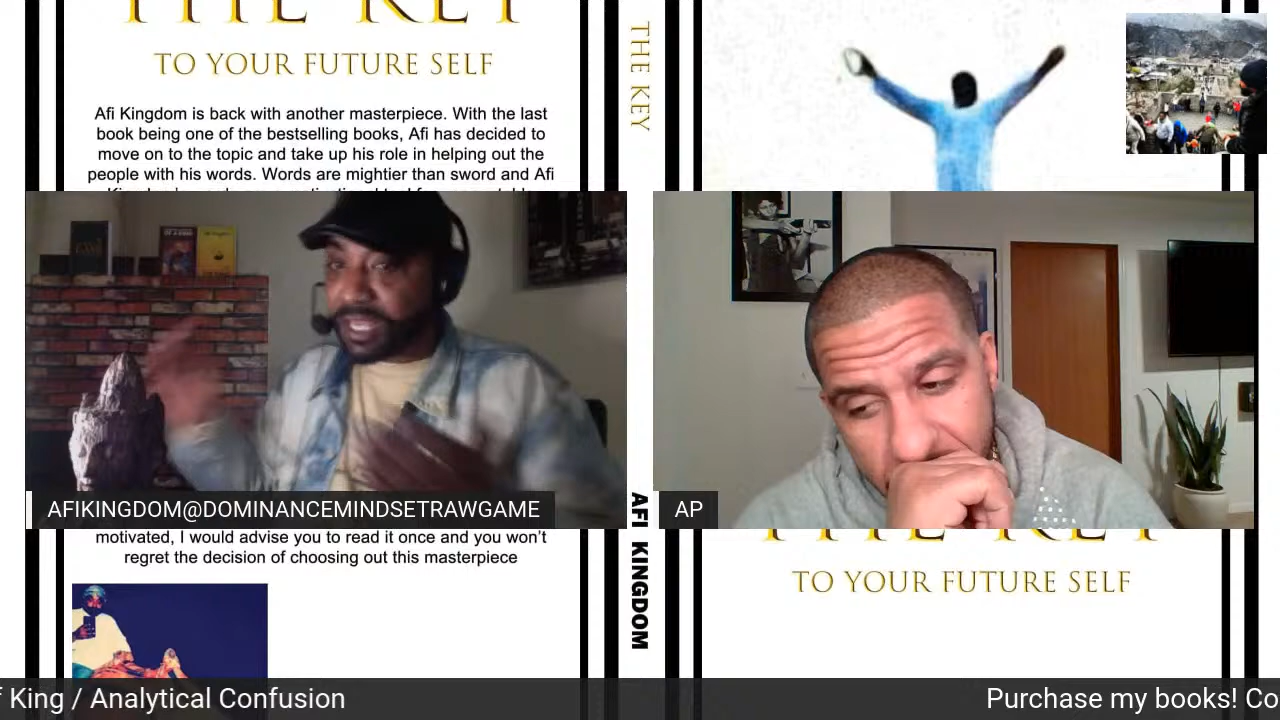 THE KEY
TO YOUR FUTURE SELF
Afi Kingdom is back with another masterpiece. With the last
book being one of the bestselling books, Afi has decided to
move on to the topic and take up his role in helping out the
people with his words. Words are mightier than sword and Afi
THE KEY
AFIKINGDOM@DOMINANCEMINDSETRAWGAME
AP
motivated, I would advise you to read it once and you won't
regret the decision of choosing out this masterpiece
AFI KINGDOM
THE KEY
TO YOUR FUTURE SELF
King / Analytical Confusion
Purchase my books!